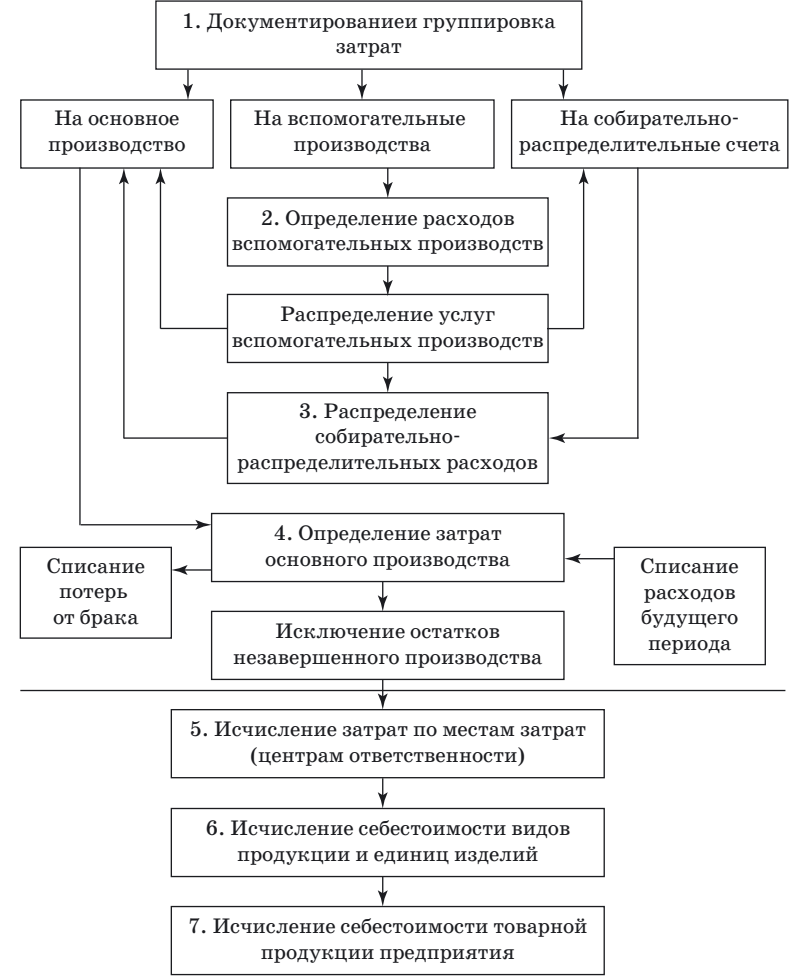 1. Документированиеи группировка
затрат
На основное
производство
На вспомогательные
производства
На собирательно-
распределительные счета
2. Определение расходов
вспомогательных производств
Распределение услуг
вспомогательных производств
3. Распределение
собирательно-
распределительных расходов
4. Определение затрат
основного производства
Списание
потерь
от брака
Списание
расходов
будущего
периода
Исключение остатков
незавершенного производства
5. Исчисление затрат по местам затрат
(центрам ответственности)
6. Исчисление себестоимости видов
продукции и единиц изделий
7. Исчисление себестоимости товарной
продукции предприятия